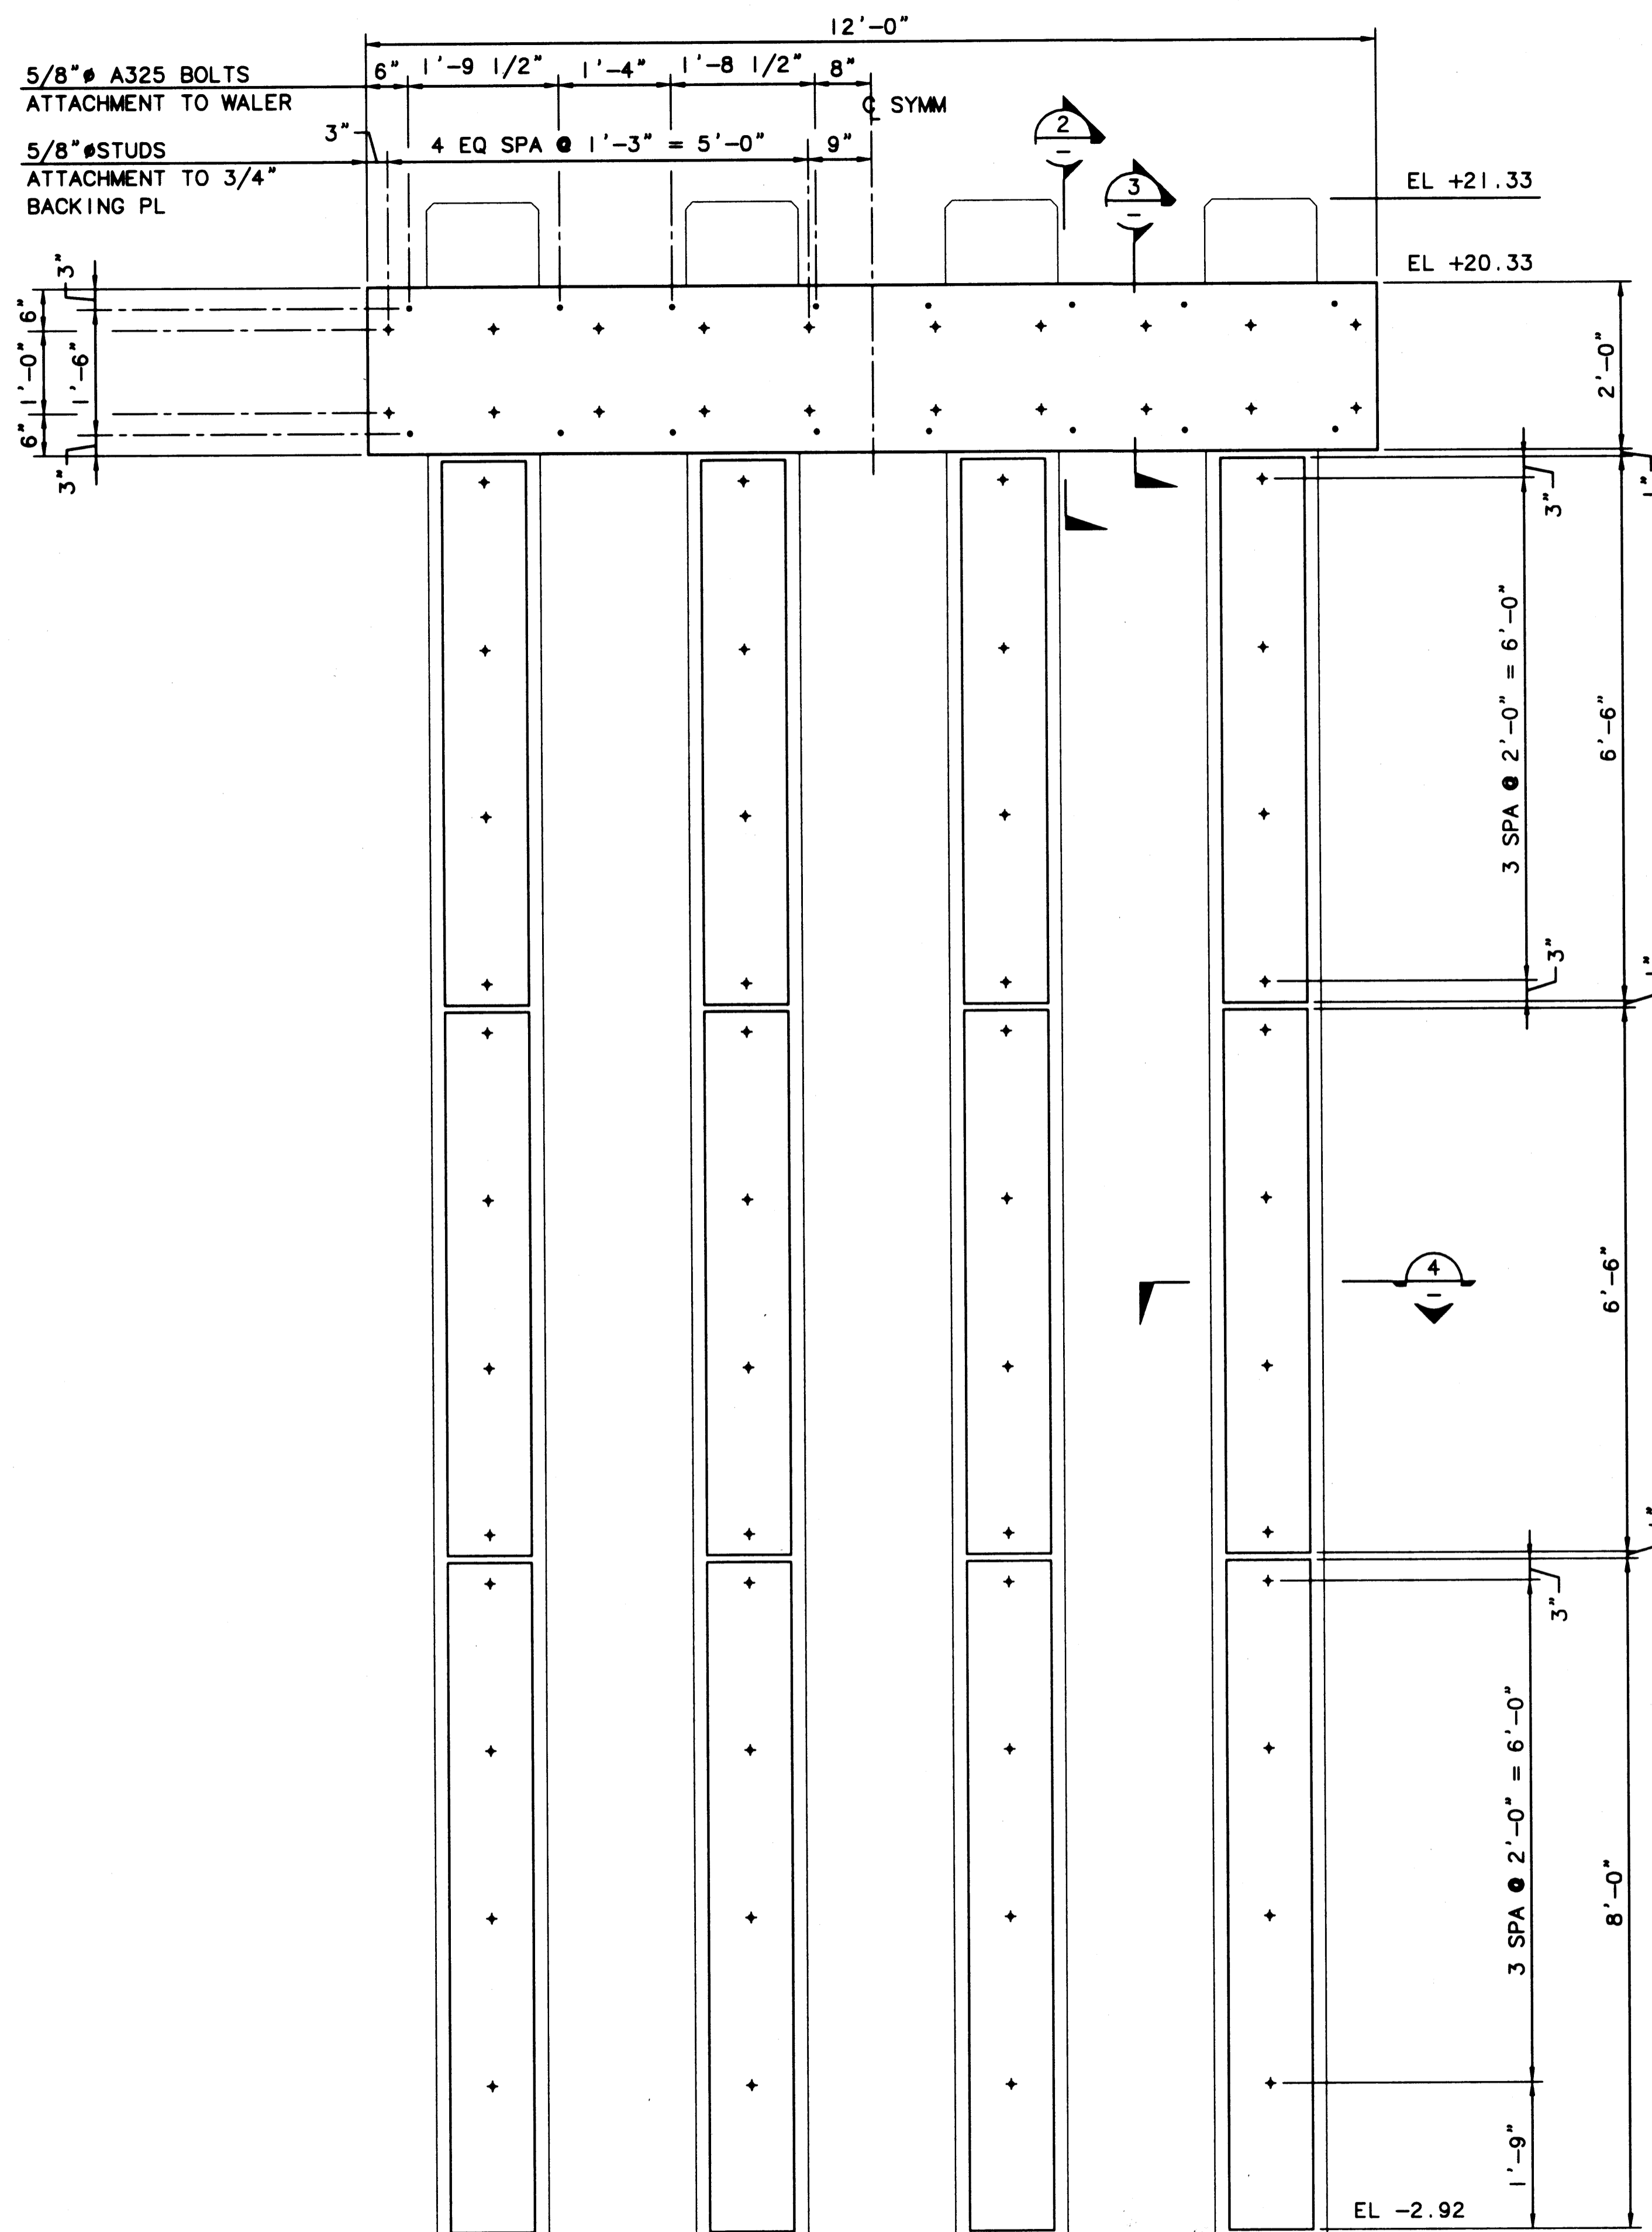 12'-0"
5/8"ø A325 BOLTS
ATTACHMENT TO WALER
6"
1'-9 1/2"
1'-4"
1'-8 1/2"
8"
℄ SYMM
5/8"øSTUDS
ATTACHMENT TO 3/4"
BACKING PL
3"
4 EQ SPA @ 1'-3" = 5'-0"
9"
2
-
3
-
EL +21.33
EL +20.33
3"
6"
1'-0"
1'-6"
6"
3"
2'-0"
1"
3"
3 SPA @ 2'-0" = 6'-0"
6'-6"
3"
1"
4
-
6'-6"
1"
3"
3 SPA @ 2'-0" = 6'-0"
8'-0"
1'-9"
EL -2.92